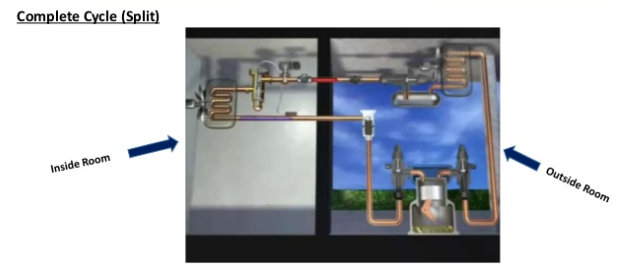 Complete Cycle (Split)
Inside Room
Outside Room